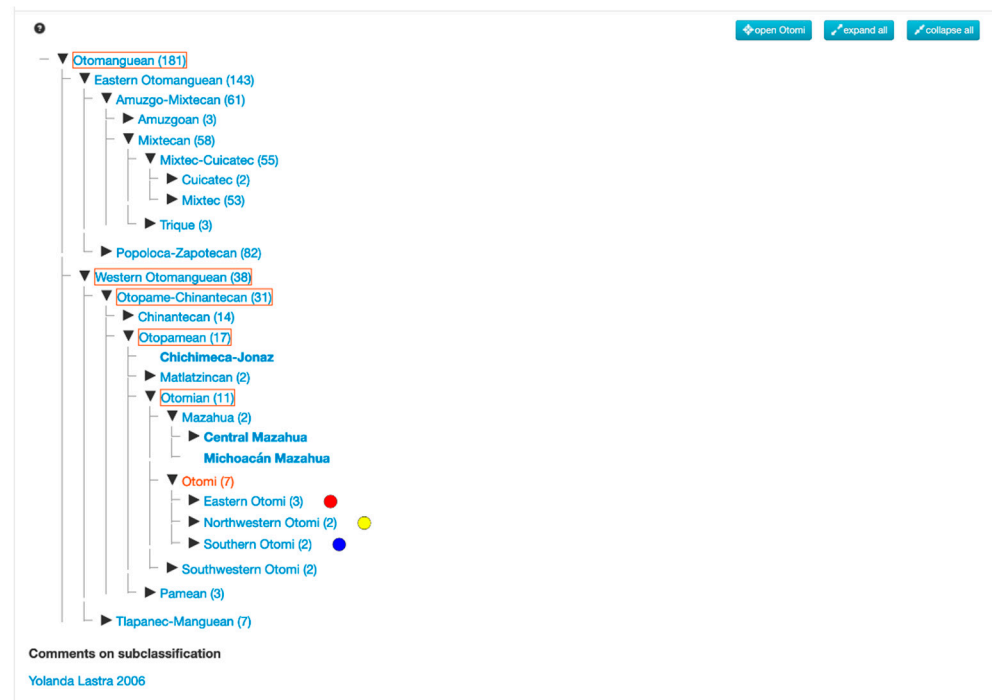 ?
open Otomi expand all collapse all
Otomanguean (181)
Eastern Otomanguean (143)
Amuzgo-Mixtecan (61)
Amuzgoan (3)
Mixtecan (58)
Mixtec-Cuicatec (55)
Cuicatec (2)
Mixtec (53)
Trique (3)
Popoloca-Zapotecan (82)
Western Otomanguean (38)
Otopame-Chinantecan (31)
Chinantecan (14)
Otopamean (17)
Chichimeca-Jonaz
Matlatzincan (2)
Otomian (11)
Mazahua (2)
Central Mazahua
Michoacán Mazahua
Otomi (7)
Eastern Otomi (3)
Northwestern Otomi (2)
Southern Otomi (2)
Southwestern Otomi (2)
Pamean (3)
Tlapanec-Manguean (7)
Comments on subclassification
Yolanda Lastra 2006